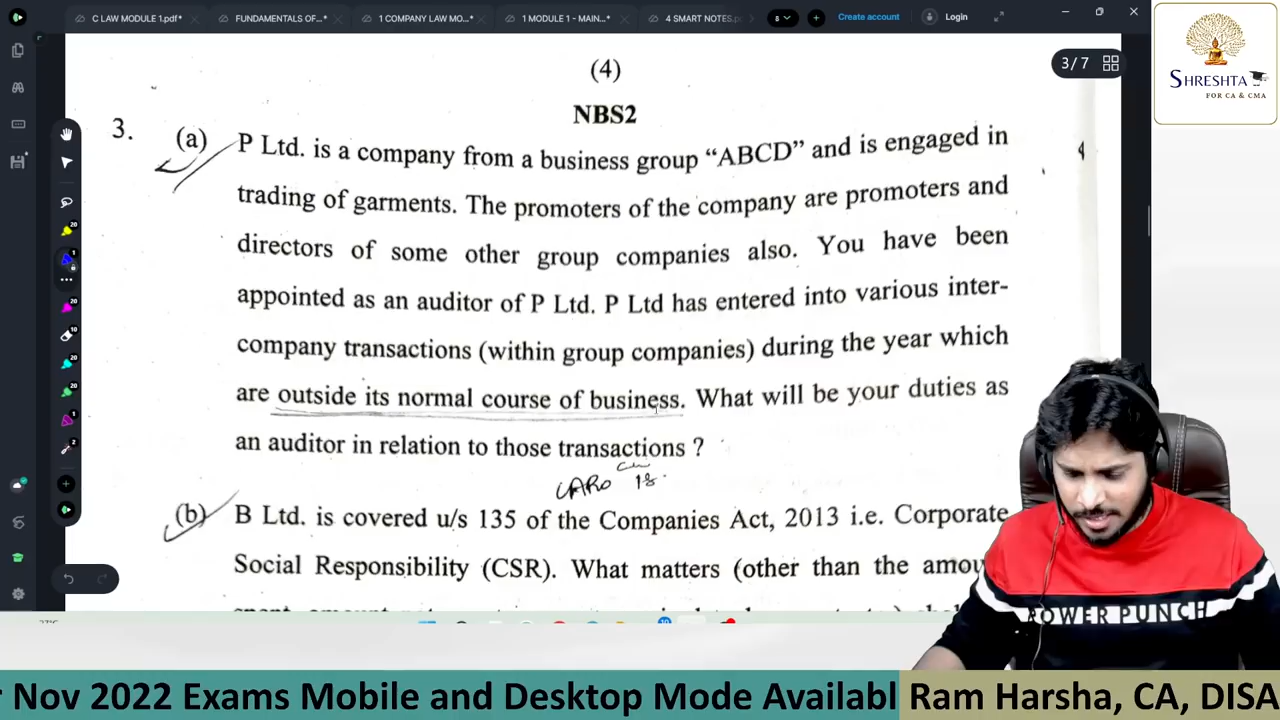 C LAW MODULE 1.pdf*
FUNDAMENTALS OF...*
1 COMPANY LAW MO...*
1 MODULE 1 - MAIN...*
4 SMART NOTES.p
8
Create account
Login
SHRESHTA
FOR CA & CMA
3 / 7
(4)
NBS2
3. (a) P Ltd. is a company from a business group “ABCD” and is engaged in
trading of garments. The promoters of the company are promoters and
directors of some other group companies also. You have been
appointed as an auditor of P Ltd. P Ltd has entered into various inter-
company transactions (within group companies) during the year which
are outside its normal course of business. What will be your duties as
an auditor in relation to those transactions ?
CARO 18
(b) B Ltd. is covered u/s 135 of the Companies Act, 2013 i.e. Corporate
Social Responsibility (CSR). What matters (other than the amou
POWER PUNCH
r Nov 2022 Exams Mobile and Desktop Mode Availabl
Ram Harsha, CA, DISA